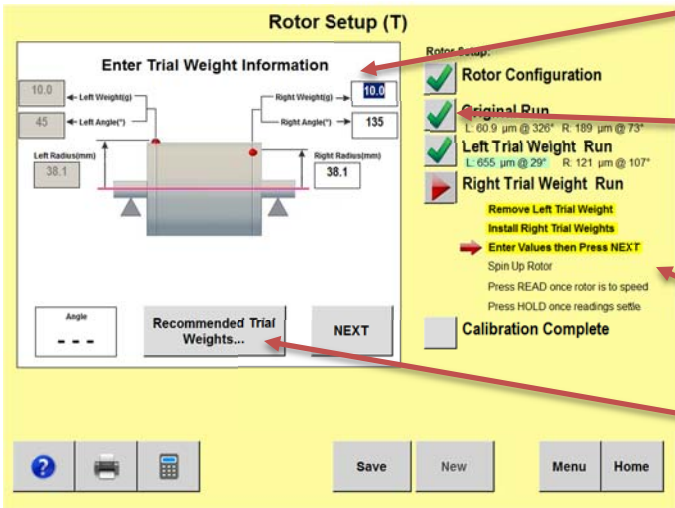 Rotor Setup (T)
Enter Trial Weight Information
10.0
Left Weight(g)
Right Weight(g)
10.0
45
Left Angle(°)
Right Angle(°)
135
Left Radius(mm)
38.1
Right Radius(mm)
38.1
Angle
- - -
Recommended Trial
Weights...
NEXT
Rotor Setup:
Rotor Configuration
Original Run
L: 60.9 µm @ 326° R: 189 µm @ 73°
Left Trial Weight Run
L: 655 µm @ 29° R: 121 µm @ 107°
Right Trial Weight Run
Remove Left Trial Weight
Install Right Trial Weights
Enter Values then Press NEXT
Spin Up Rotor
Press READ once rotor is to speed
Press HOLD once readings settle
Calibration Complete
?
Save
New
Menu
Home